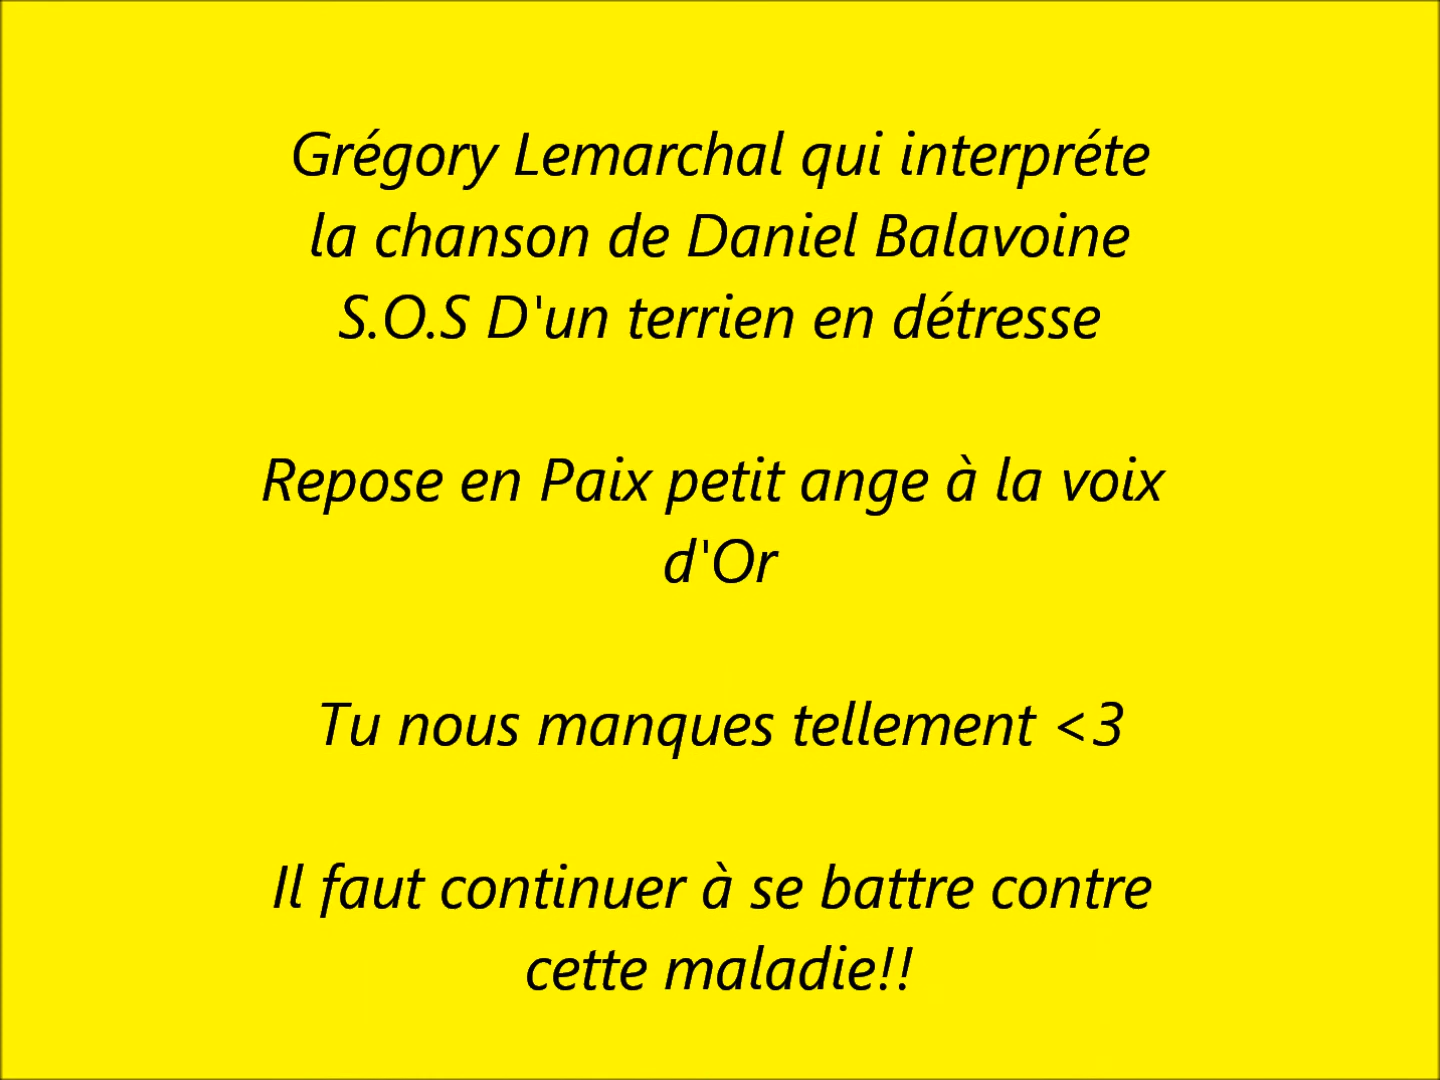 Grégory Lemarchal qui interpréte
la chanson de Daniel Balavoine
S.O.S D'un terrien en détresse
Repose en Paix petit ange à la voix
d'Or
Tu nous manques tellement <3
Il faut continuer à se battre contre
cette maladie!!